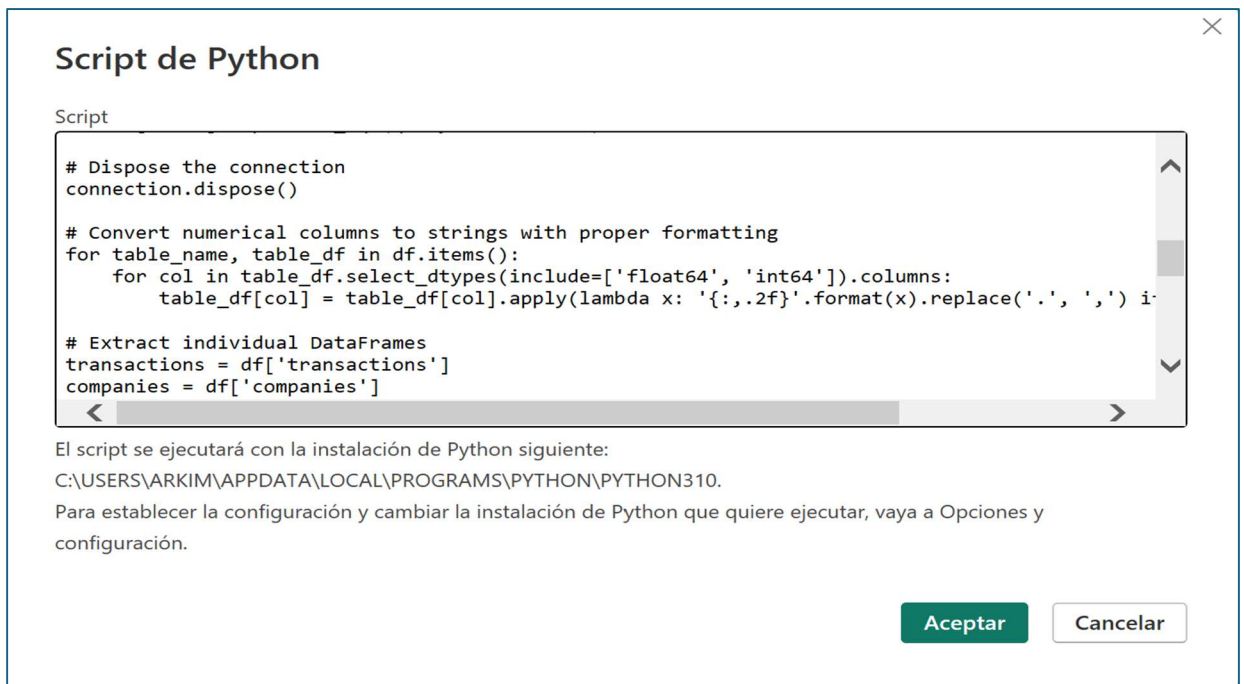 Script de Python
Script
# Dispose the connection
connection.dispose()
# Convert numerical columns to strings with proper formatting
for table_name, table_df in df.items():
    for col in table_df.select_dtypes(include=['float64', 'int64']).columns:
        table_df[col] = table_df[col].apply(lambda x: '{:,.2f}'.format(x).replace('.', ',')
# Extract individual DataFrames
transactions = df['transactions']
companies = df['companies']
El script se ejecutará con la instalación de Python siguiente:
C:\USERS\ARKIM\APPDATA\LOCAL\PROGRAMS\PYTHON\PYTHON310.
Para establecer la configuración y cambiar la instalación de Python que quiere ejecutar, vaya a Opciones y
configuración.
Aceptar
Cancelar